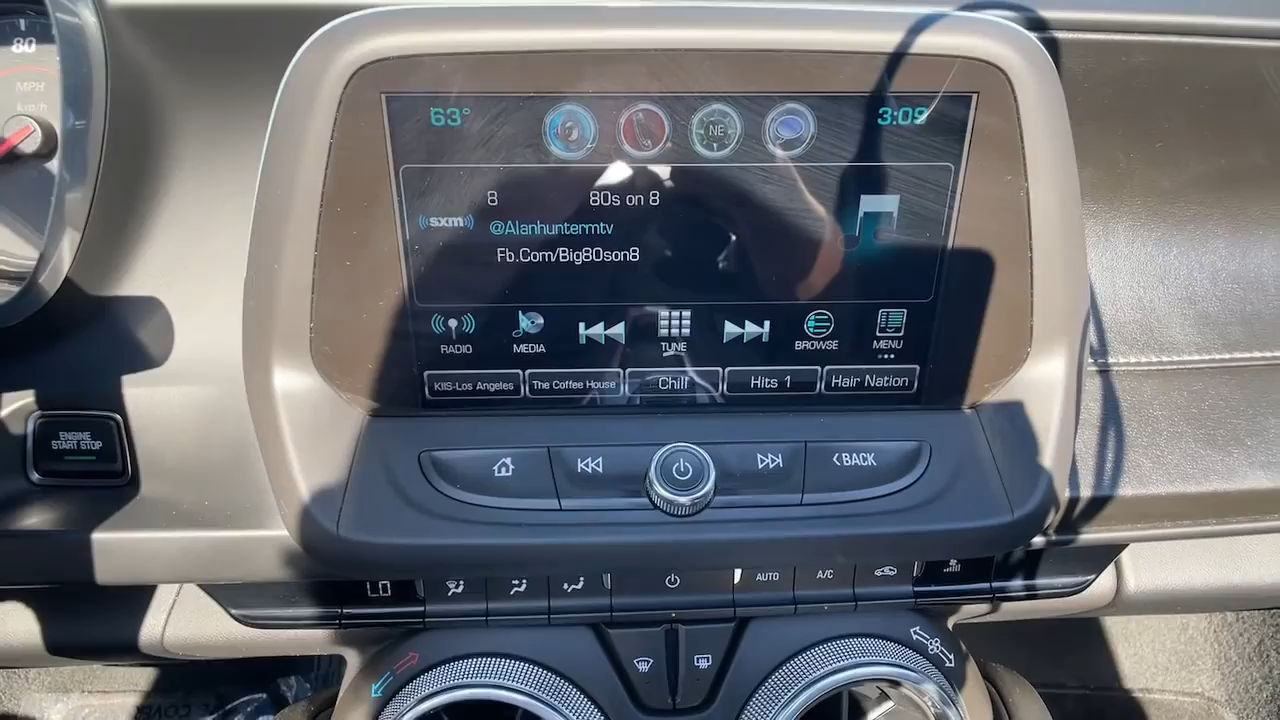 80
MPH
km/h
63°
NE
3:09
8 80s on 8
((sxm))
@Alanhuntermtv
Fb.Com/Big80son8
RADIO
MEDIA
TUNE
BROWSE
MENU
KIIS-Los Angeles
The Coffee House
Chill
Hits 1
Hair Nation
ENGINE
START STOP
BACK
LO
AUTO
A/C